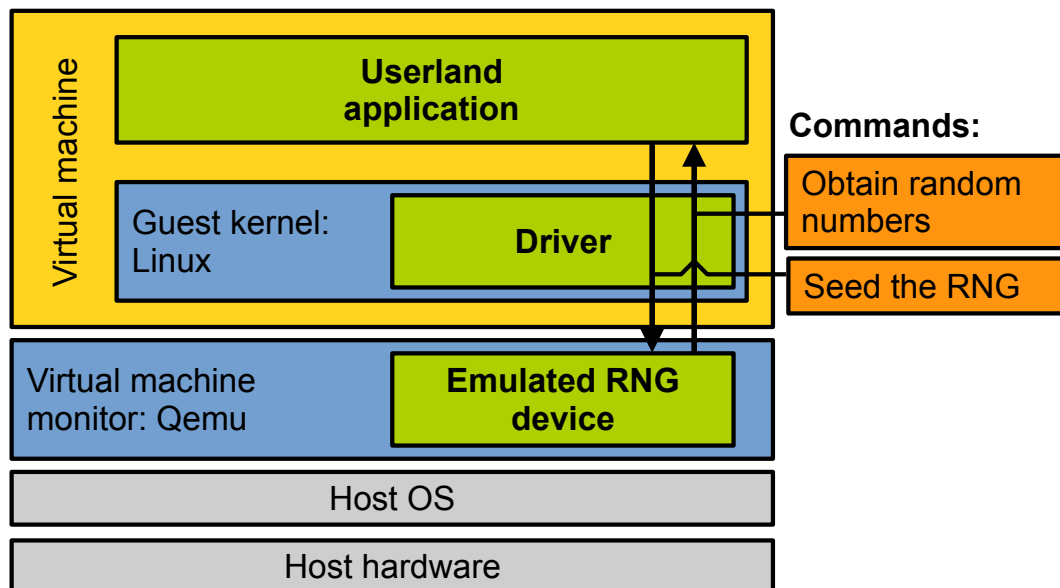 Virtual machine
Userland
application
Commands:
Obtain random
numbers
Guest kernel:
Linux
Driver
Seed the RNG
Virtual machine
monitor: Qemu
Emulated RNG
device
Host OS
Host hardware